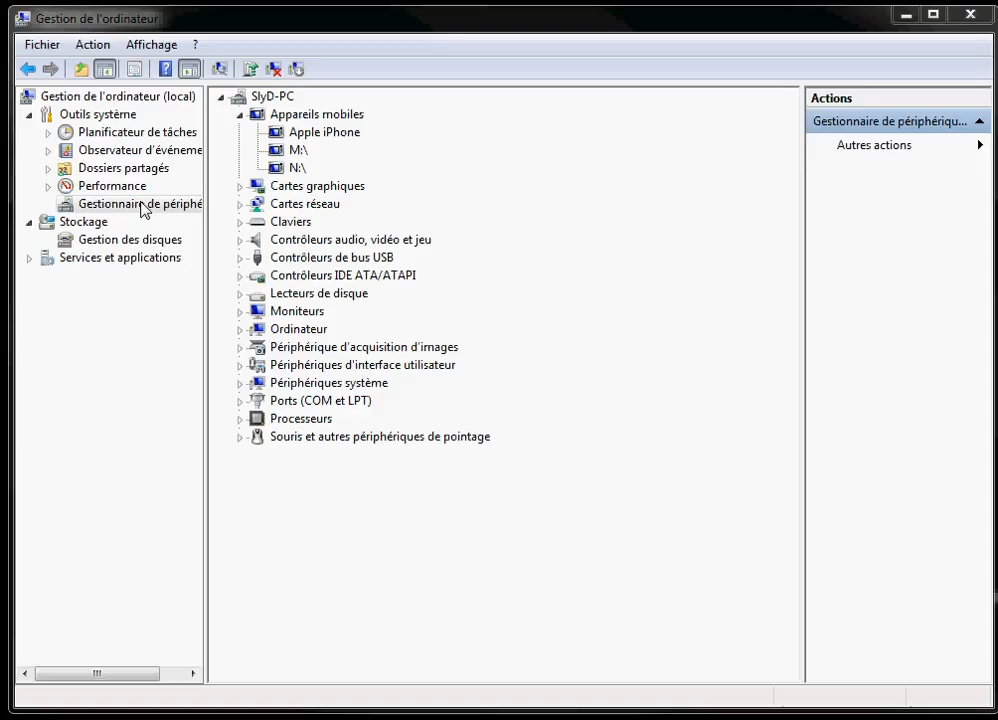 Gestion de l'ordinateur
Fichier Action Affichage ?
Gestion de l'ordinateur (local)
Outils système
Planificateur de tâches
Observateur d'événeme
Dossiers partagés
Performance
Gestionnaire de périphé
Stockage
Gestion des disques
Services et applications
SlyD-PC
Appareils mobiles
Apple iPhone
M:\
N:\
Cartes graphiques
Cartes réseau
Claviers
Contrôleurs audio, vidéo et jeu
Contrôleurs de bus USB
Contrôleurs IDE ATA/ATAPI
Lecteurs de disque
Moniteurs
Ordinateur
Périphérique d'acquisition d'images
Périphériques d'interface utilisateur
Périphériques système
Ports (COM et LPT)
Processeurs
Souris et autres périphériques de pointage
Actions
Gestionnaire de périphériqu...
Autres actions